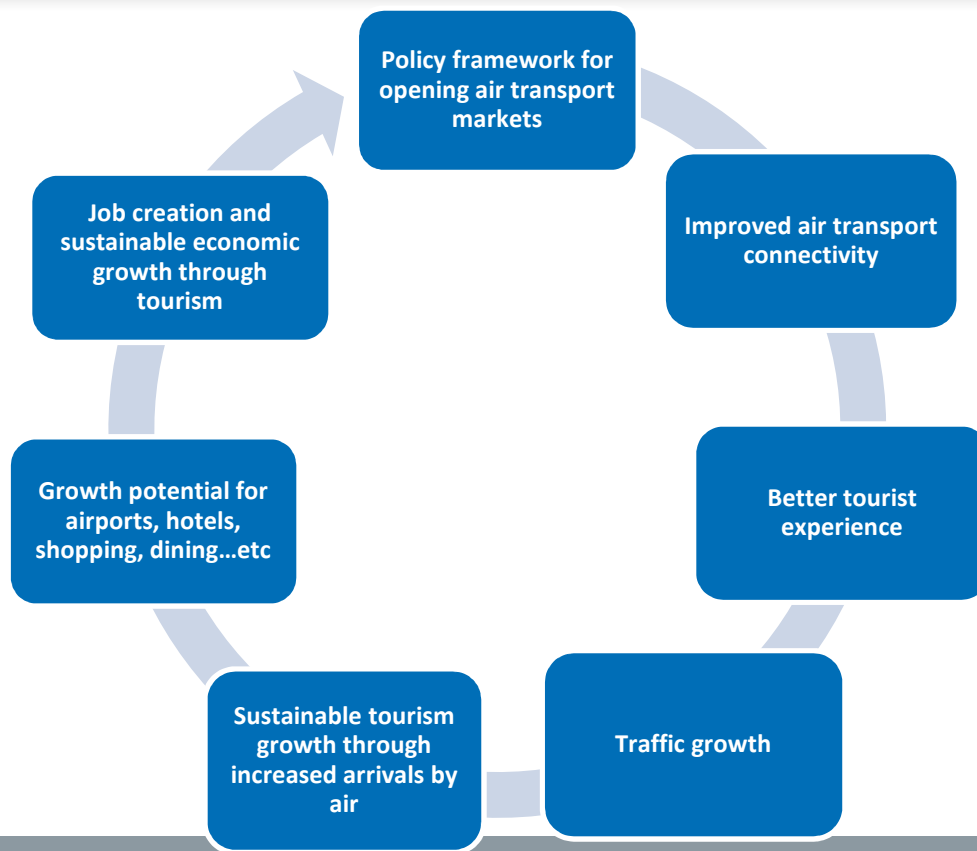 Policy framework for
opening air transport
markets
Improved air transport
connectivity
Better tourist
experience
Traffic growth
Sustainable tourism
growth through
increased arrivals by
air
Growth potential for
airports, hotels,
shopping, dining...etc
Job creation and
sustainable economic
growth through
tourism